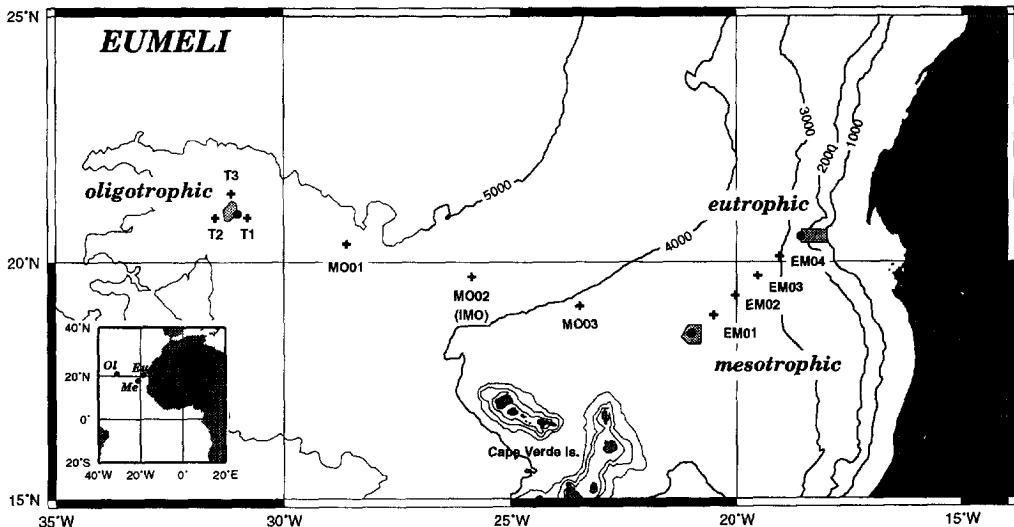 25°N
EUMELI
3000
2000
1000
5000
T3
oligotrophic
T2
T1
eutrophic
4000
20°N
MO01
EM04
MO02
(IMO)
EM03
EM02
MO03
EM01
mesotrophic
40°N
Ol
Eu
20°N
Me
0°
20°S
40°W
20°W
0°
20°E
Cape Verde Is.
15°N
35°W
30°W
25°W
20°W
15°W